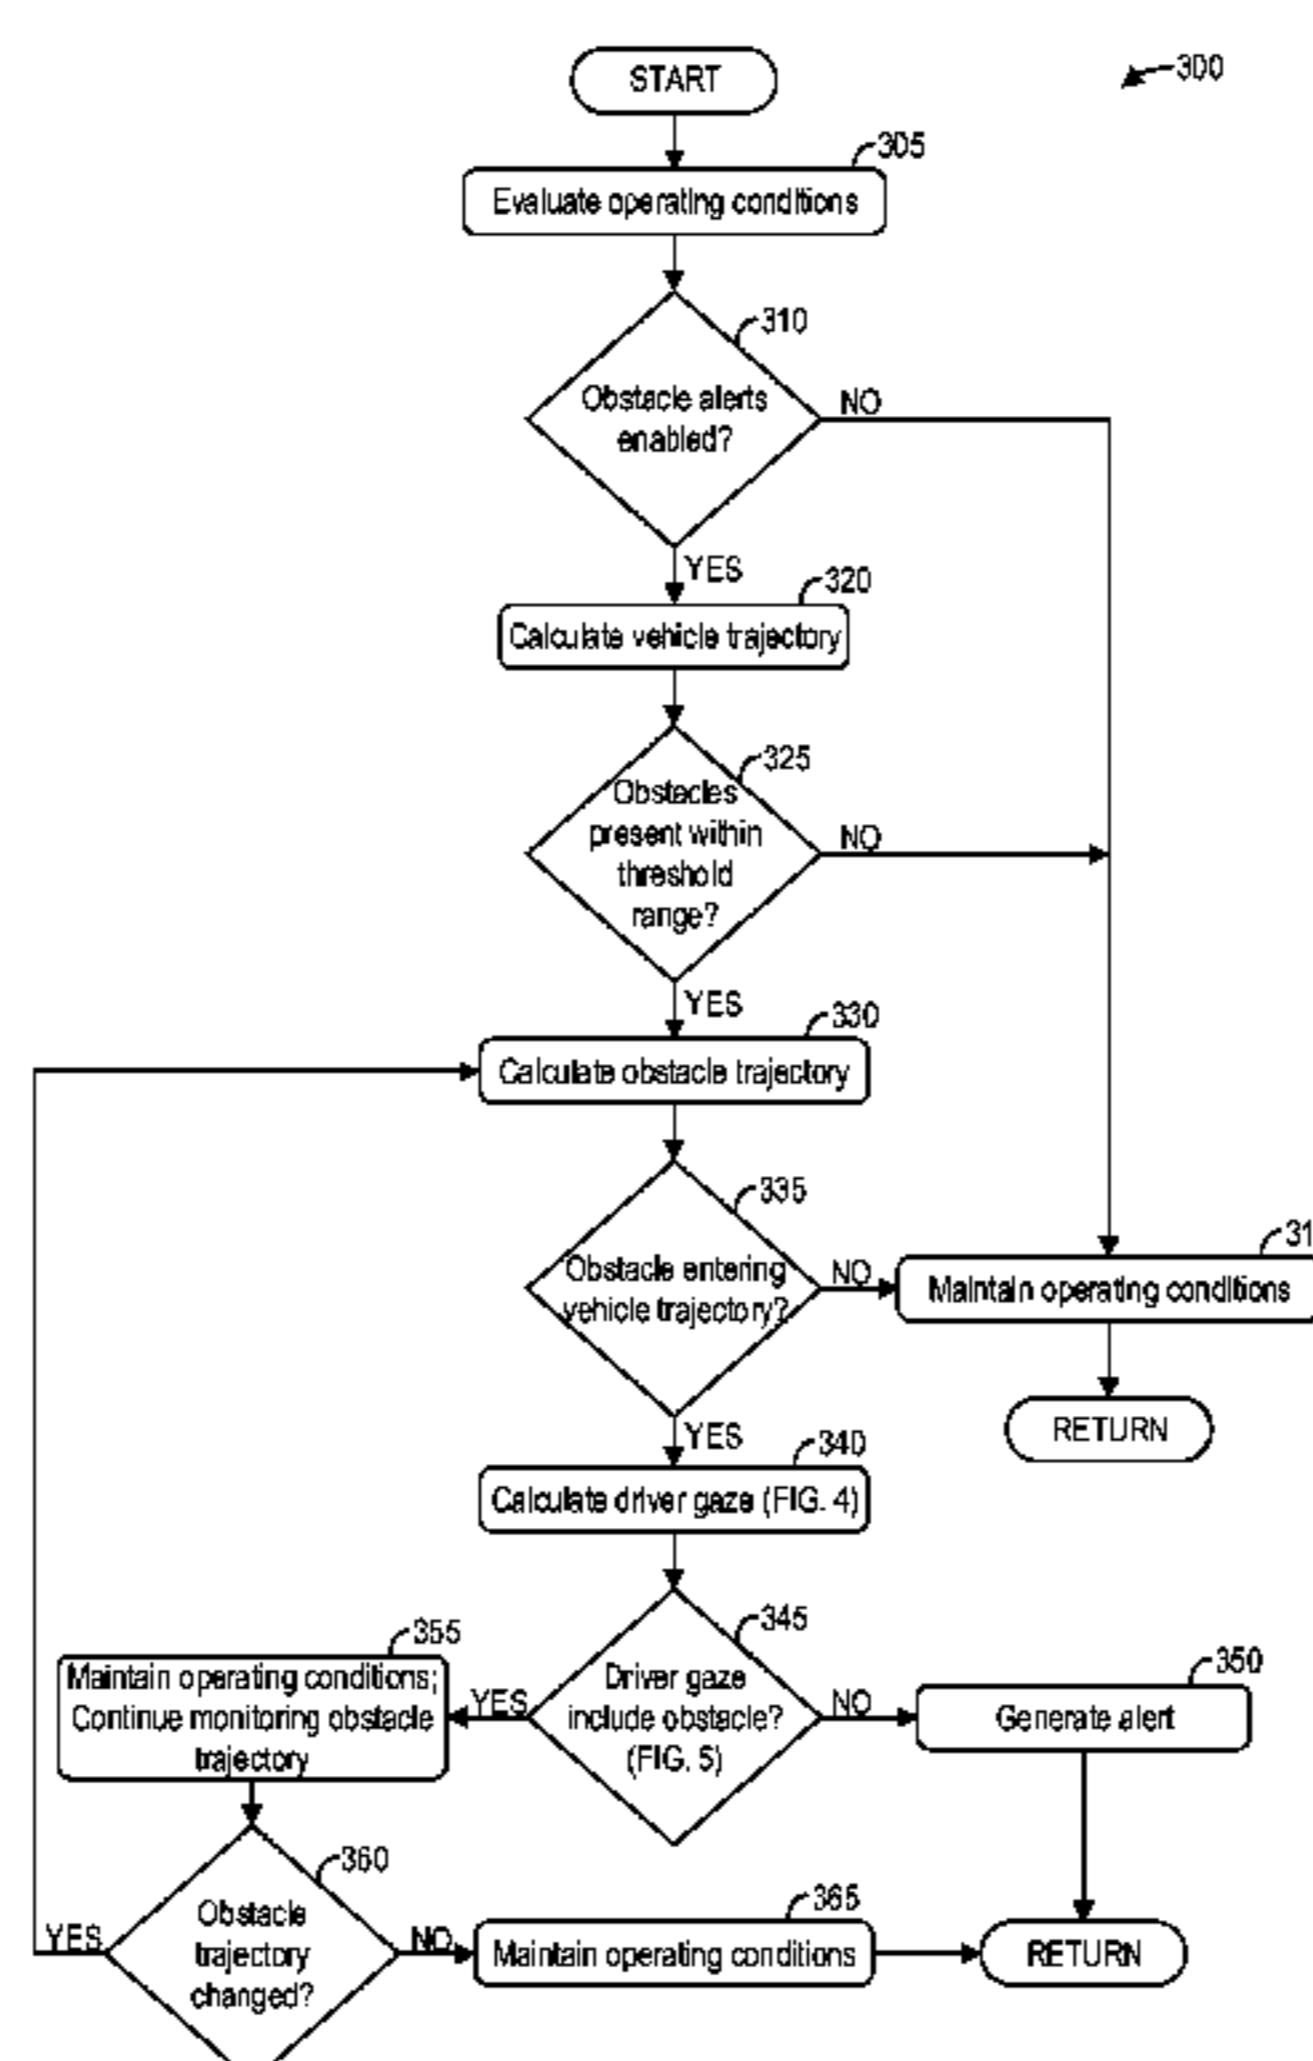 START
300
305
Evaluate operating conditions
310
Obstacle alerts
enabled?
NO
YES
320
Calculate vehicle trajectory
325
Obstacles
present within
threshold
range?
NO
YES
330
Calculate obstacle trajectory
335
Obstacle entering
vehicle trajectory?
NO
31
Maintain operating conditions
RETURN
YES
340
Calculate driver gaze (FIG. 4)
345
Driver gaze
include obstacle?
(FIG. 5)
YES
NO
355
Maintain operating conditions;
Continue monitoring obstacle
trajectory
350
Generate alert
360
Obstacle
trajectory
changed?
YES
NO
365
Maintain operating conditions
RETURN